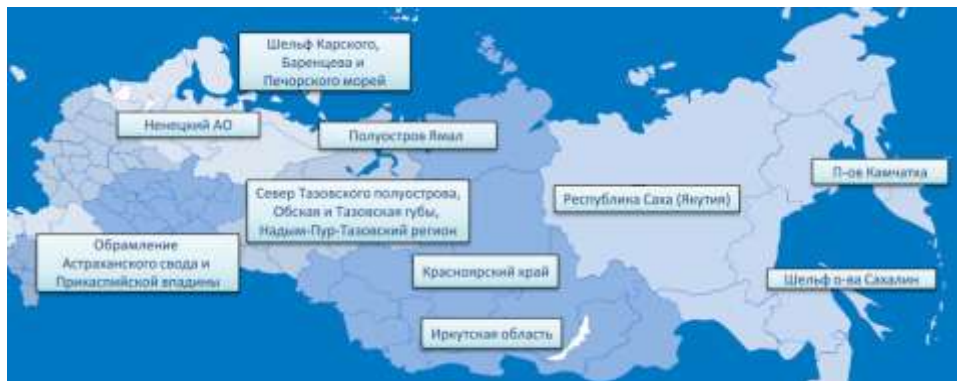 Шельф Карского,
Баренцева и
Печорского морей
Ненецкий АО
Полуостров Ямал
П-ов Камчатка
Север Тазовского полуострова,
Обская и Тазовская губы,
Надым-Пур-Тазовский регион
Республика Саха (Якутия)
Обрамление
Астраханского свода и
Прикаспийской впадины
Красноярский край
Шельф о-ва Сахалин
Иркутская область